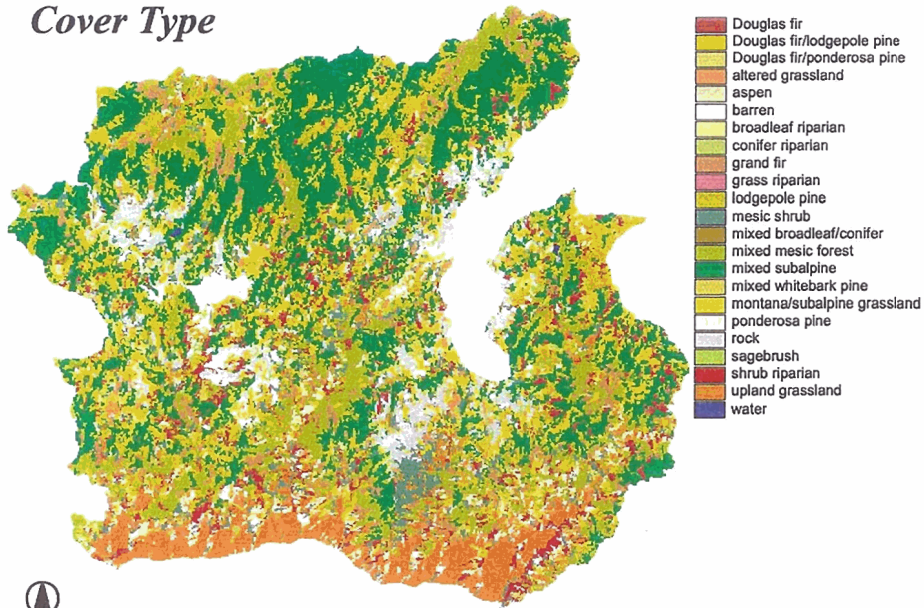 Cover Type
Douglas fir
Douglas fir/lodgepole pine
Douglas fir/ponderosa pine
altered grassland
aspen
barren
broadleaf riparian
conifer riparian
grand fir
grass riparian
lodgepole pine
mesic shrub
mixed broadleaf/conifer
mixed mesic forest
mixed subalpine
mixed whitebark pine
montana/subalpine grassland
ponderosa pine
rock
sagebrush
shrub riparian
upland grassland
water